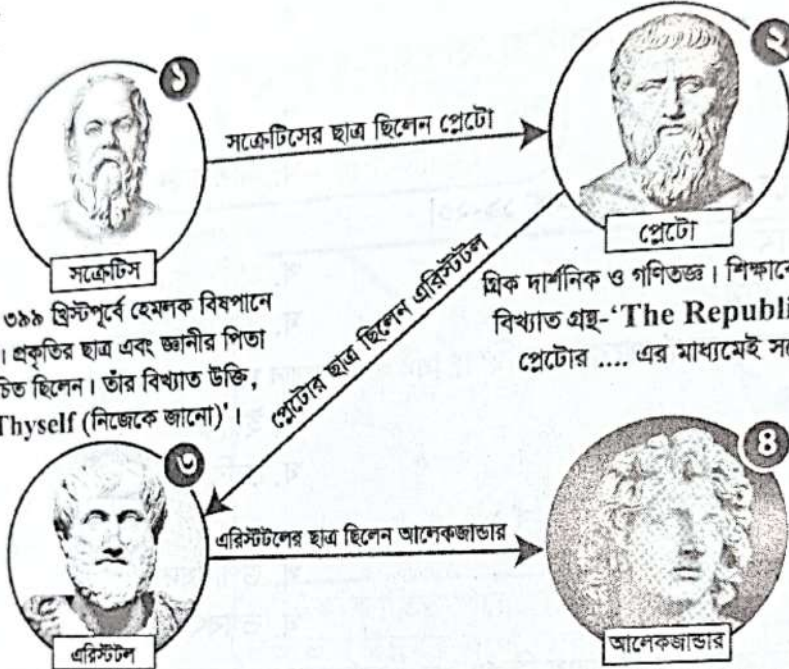 ১
২
সক্রেটিসের ছাত্র ছিলেন প্লেটো
সক্রেটিস
প্লেটো
৩৯৯ খ্রিস্টপূর্বে হেমলক বিষপানে
। প্রকৃতির ছাত্র এবং জ্ঞানীর পিতা
চিত ছিলেন। তাঁর বিখ্যাত উক্তি,
Thyself (নিজেকে জানো)'।
গ্রিক দার্শনিক ও গণিতজ্ঞ। শিক্ষাকে
বিখ্যাত গ্রন্থ-'The Republi
প্লেটোর .... এর মাধ্যমেই
প্লেটোর ছাত্র ছিলেন এরিস্টটল
৩
৪
এরিস্টটলের ছাত্র ছিলেন আলেকজান্ডার
এরিস্টটল
আলেকজান্ডার